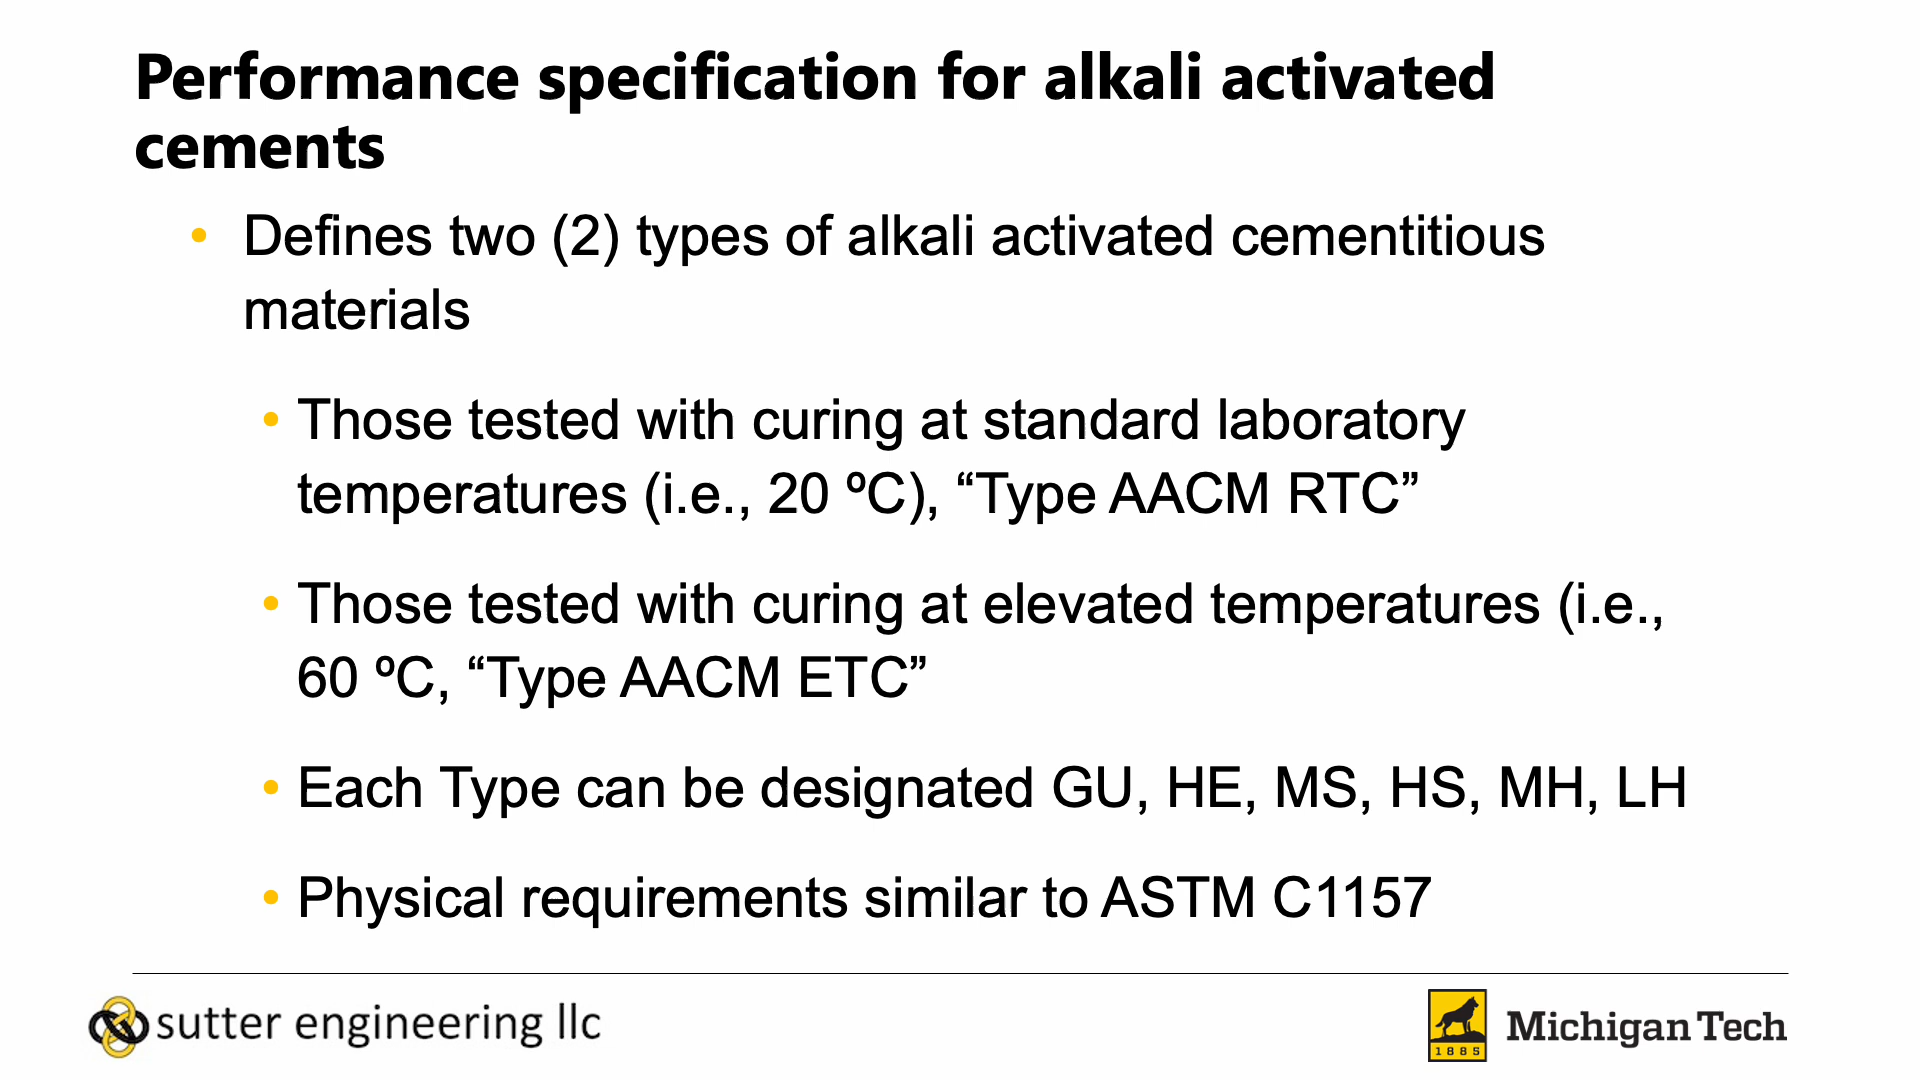 Performance specification for alkali activated
cements
• Defines two (2) types of alkali activated cementitious
materials
• Those tested with curing at standard laboratory
temperatures (i.e., 20 ºC), “Type AACM RTC”
• Those tested with curing at elevated temperatures (i.e.,
60 ºC, “Type AACM ETC”
• Each Type can be designated GU, HE, MS, HS, MH, LH
• Physical requirements similar to ASTM C1157
sutter engineering llc
1885
Michigan Tech